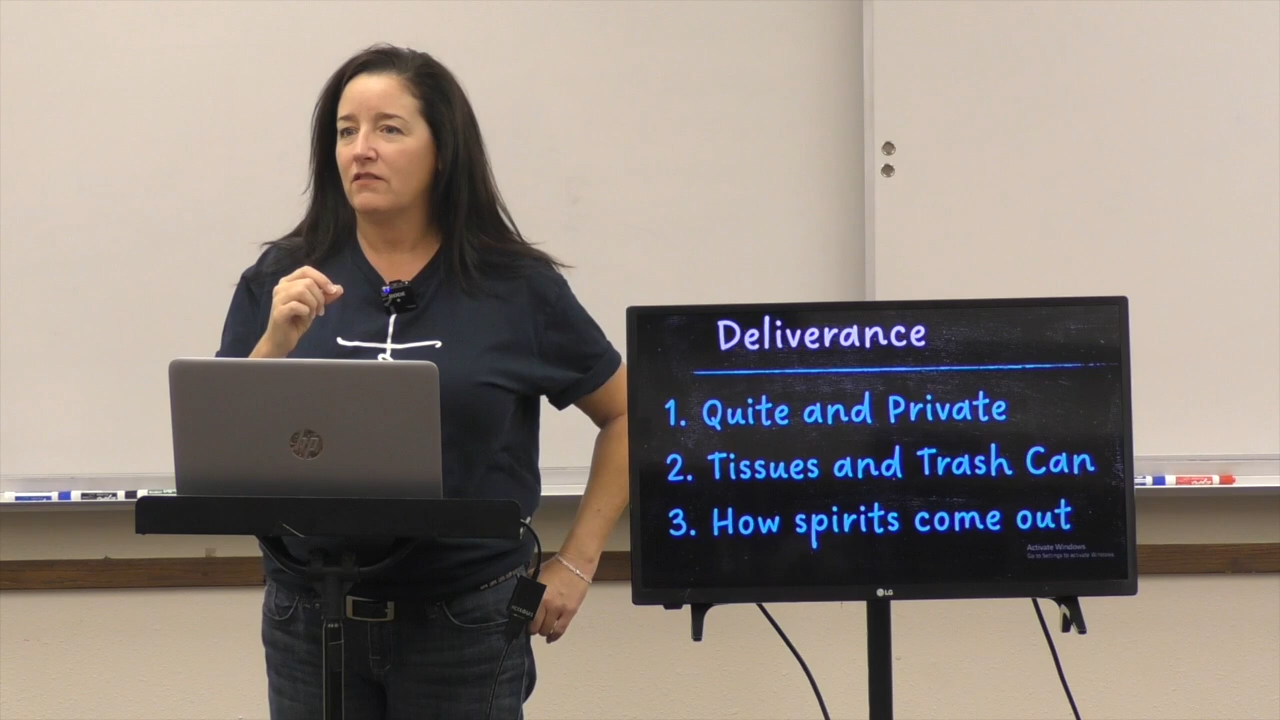 hp
Deliverance
1. Quite and Private
2. Tissues and Trash Can
3. How spirits come out
Activate Windows
Go to Settings to activate Windows.
LG